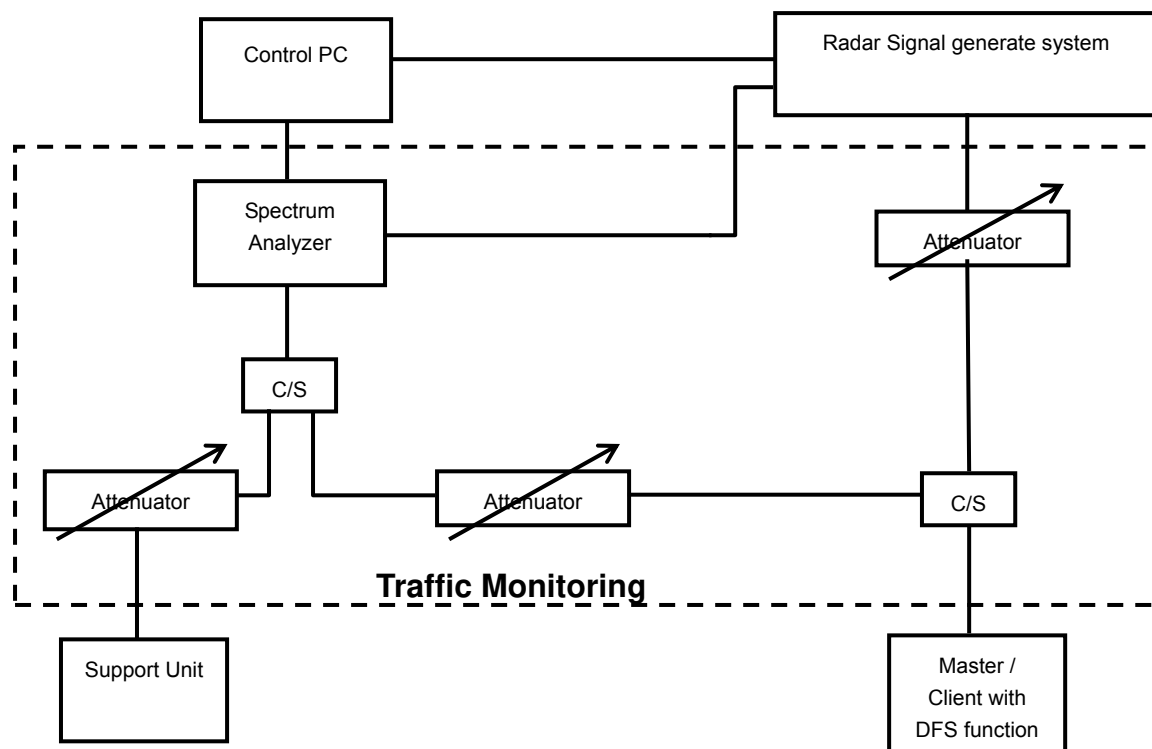 Control PC
Radar Signal generate system
Spectrum
Analyzer
Attenuator
C/S
Attenuator
Attenuator
C/S
Traffic Monitoring
Support Unit
Master /
Client with
DFS function